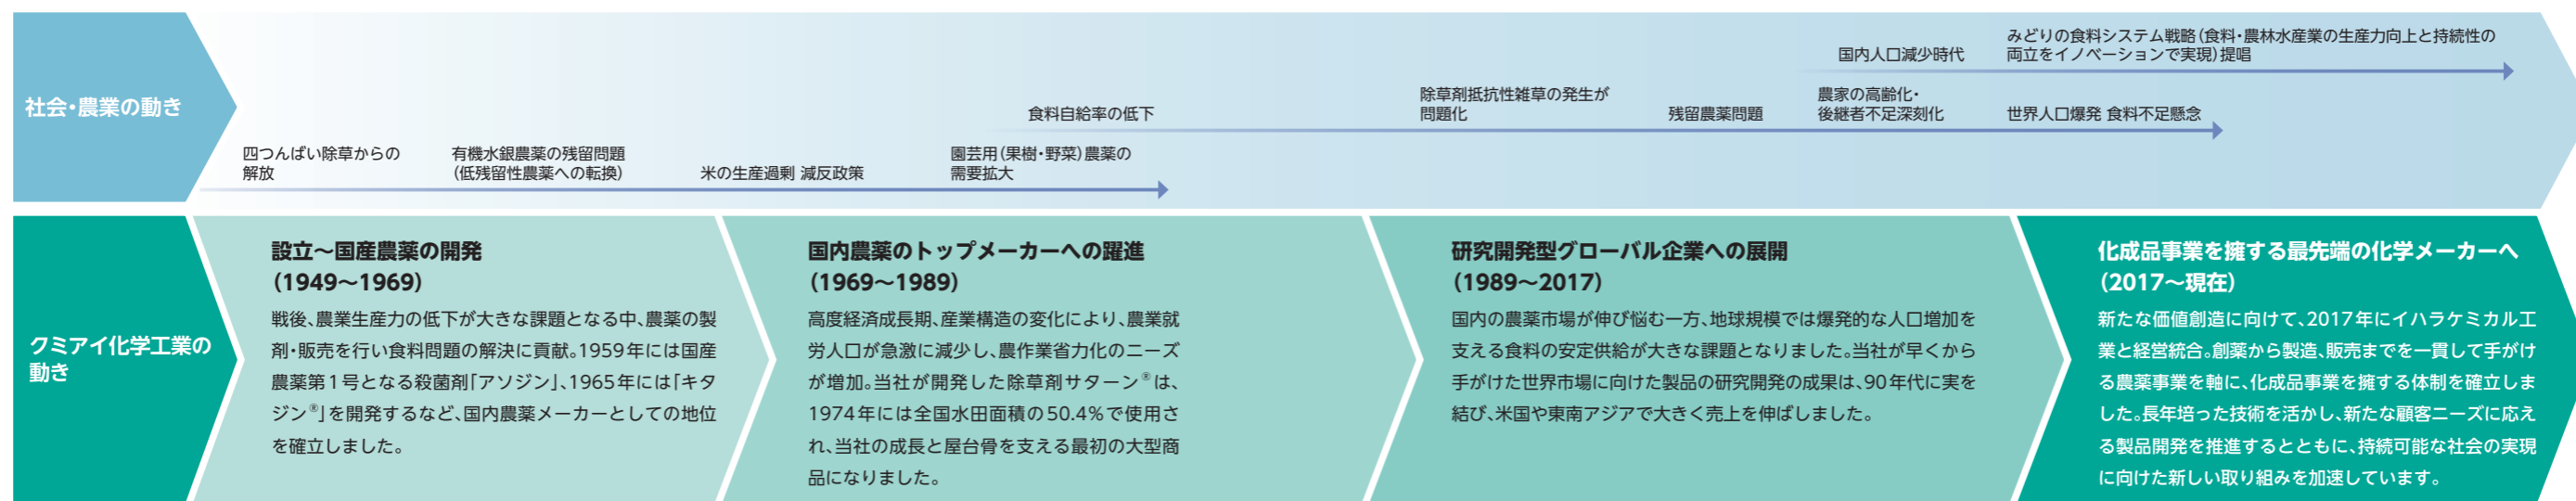 社会・農業の動き
四つんばい除草からの
解放
有機水銀農薬の残留問題
(低残留性農薬への転換)
米の生産過剰 減反政策
園芸用(果樹・野菜)農薬の
需要拡大
食料自給率の低下
除草剤抵抗性雑草の発生が
問題化
残留農薬問題
農家の高齢化・
後継者不足深刻化
世界人口爆発 食料不足懸念
国内人口減少時代
みどりの食料システム戦略(食料・農林水産業の生産力向上と持続性の
両立をイノベーションで実現)提唱
クミアイ化学工業の
動き
設立~国産農薬の開発
(1949~1969)
戦後、農業生産力の低下が大きな課題となる中、農薬の製
剤・販売を行い食料問題の解決に貢献。1959年には国産
農薬第1号となる殺菌剤「アソジン」、1965年には「キタ
ジン®」を開発するなど、国内農薬メーカーとしての地位
を確立しました。
国内農薬のトップメーカーへの躍進
(1969~1989)
高度経済成長期、産業構造の変化により、農業就
労人口が急激に減少し、農作業省力化のニーズ
が増加。当社が開発した除草剤サターン®は、
1974年には全国水田面積の50.4%で使用さ
れ、当社の成長と屋台骨を支える最初の大型商
品になりました。
研究開発型グローバル企業への展開
(1989~2017)
国内の農薬市場が伸び悩む一方、地球規模では爆発的な人口増加を
支える食料の安定供給が大きな課題となりました。当社が早くから
手がけた世界市場に向けた製品の研究開発の成果は、90年代に実を
結び、米国や東南アジアで大きく売上を伸ばしました。
化成品事業を擁する最先端の化学メーカーへ
(2017~現在)
新たな価値創造に向けて、2017年にイハラケミカル工
業と経営統合。創薬から製造、販売までを一貫して手がけ
る農薬事業を軸に、化成品事業を擁する体制を確立しま
した。長年培った技術を活かし、新たな顧客ニーズに応え
る製品開発を推進するとともに、持続可能な社会の実現
に向けた新しい取り組みを加速しています。